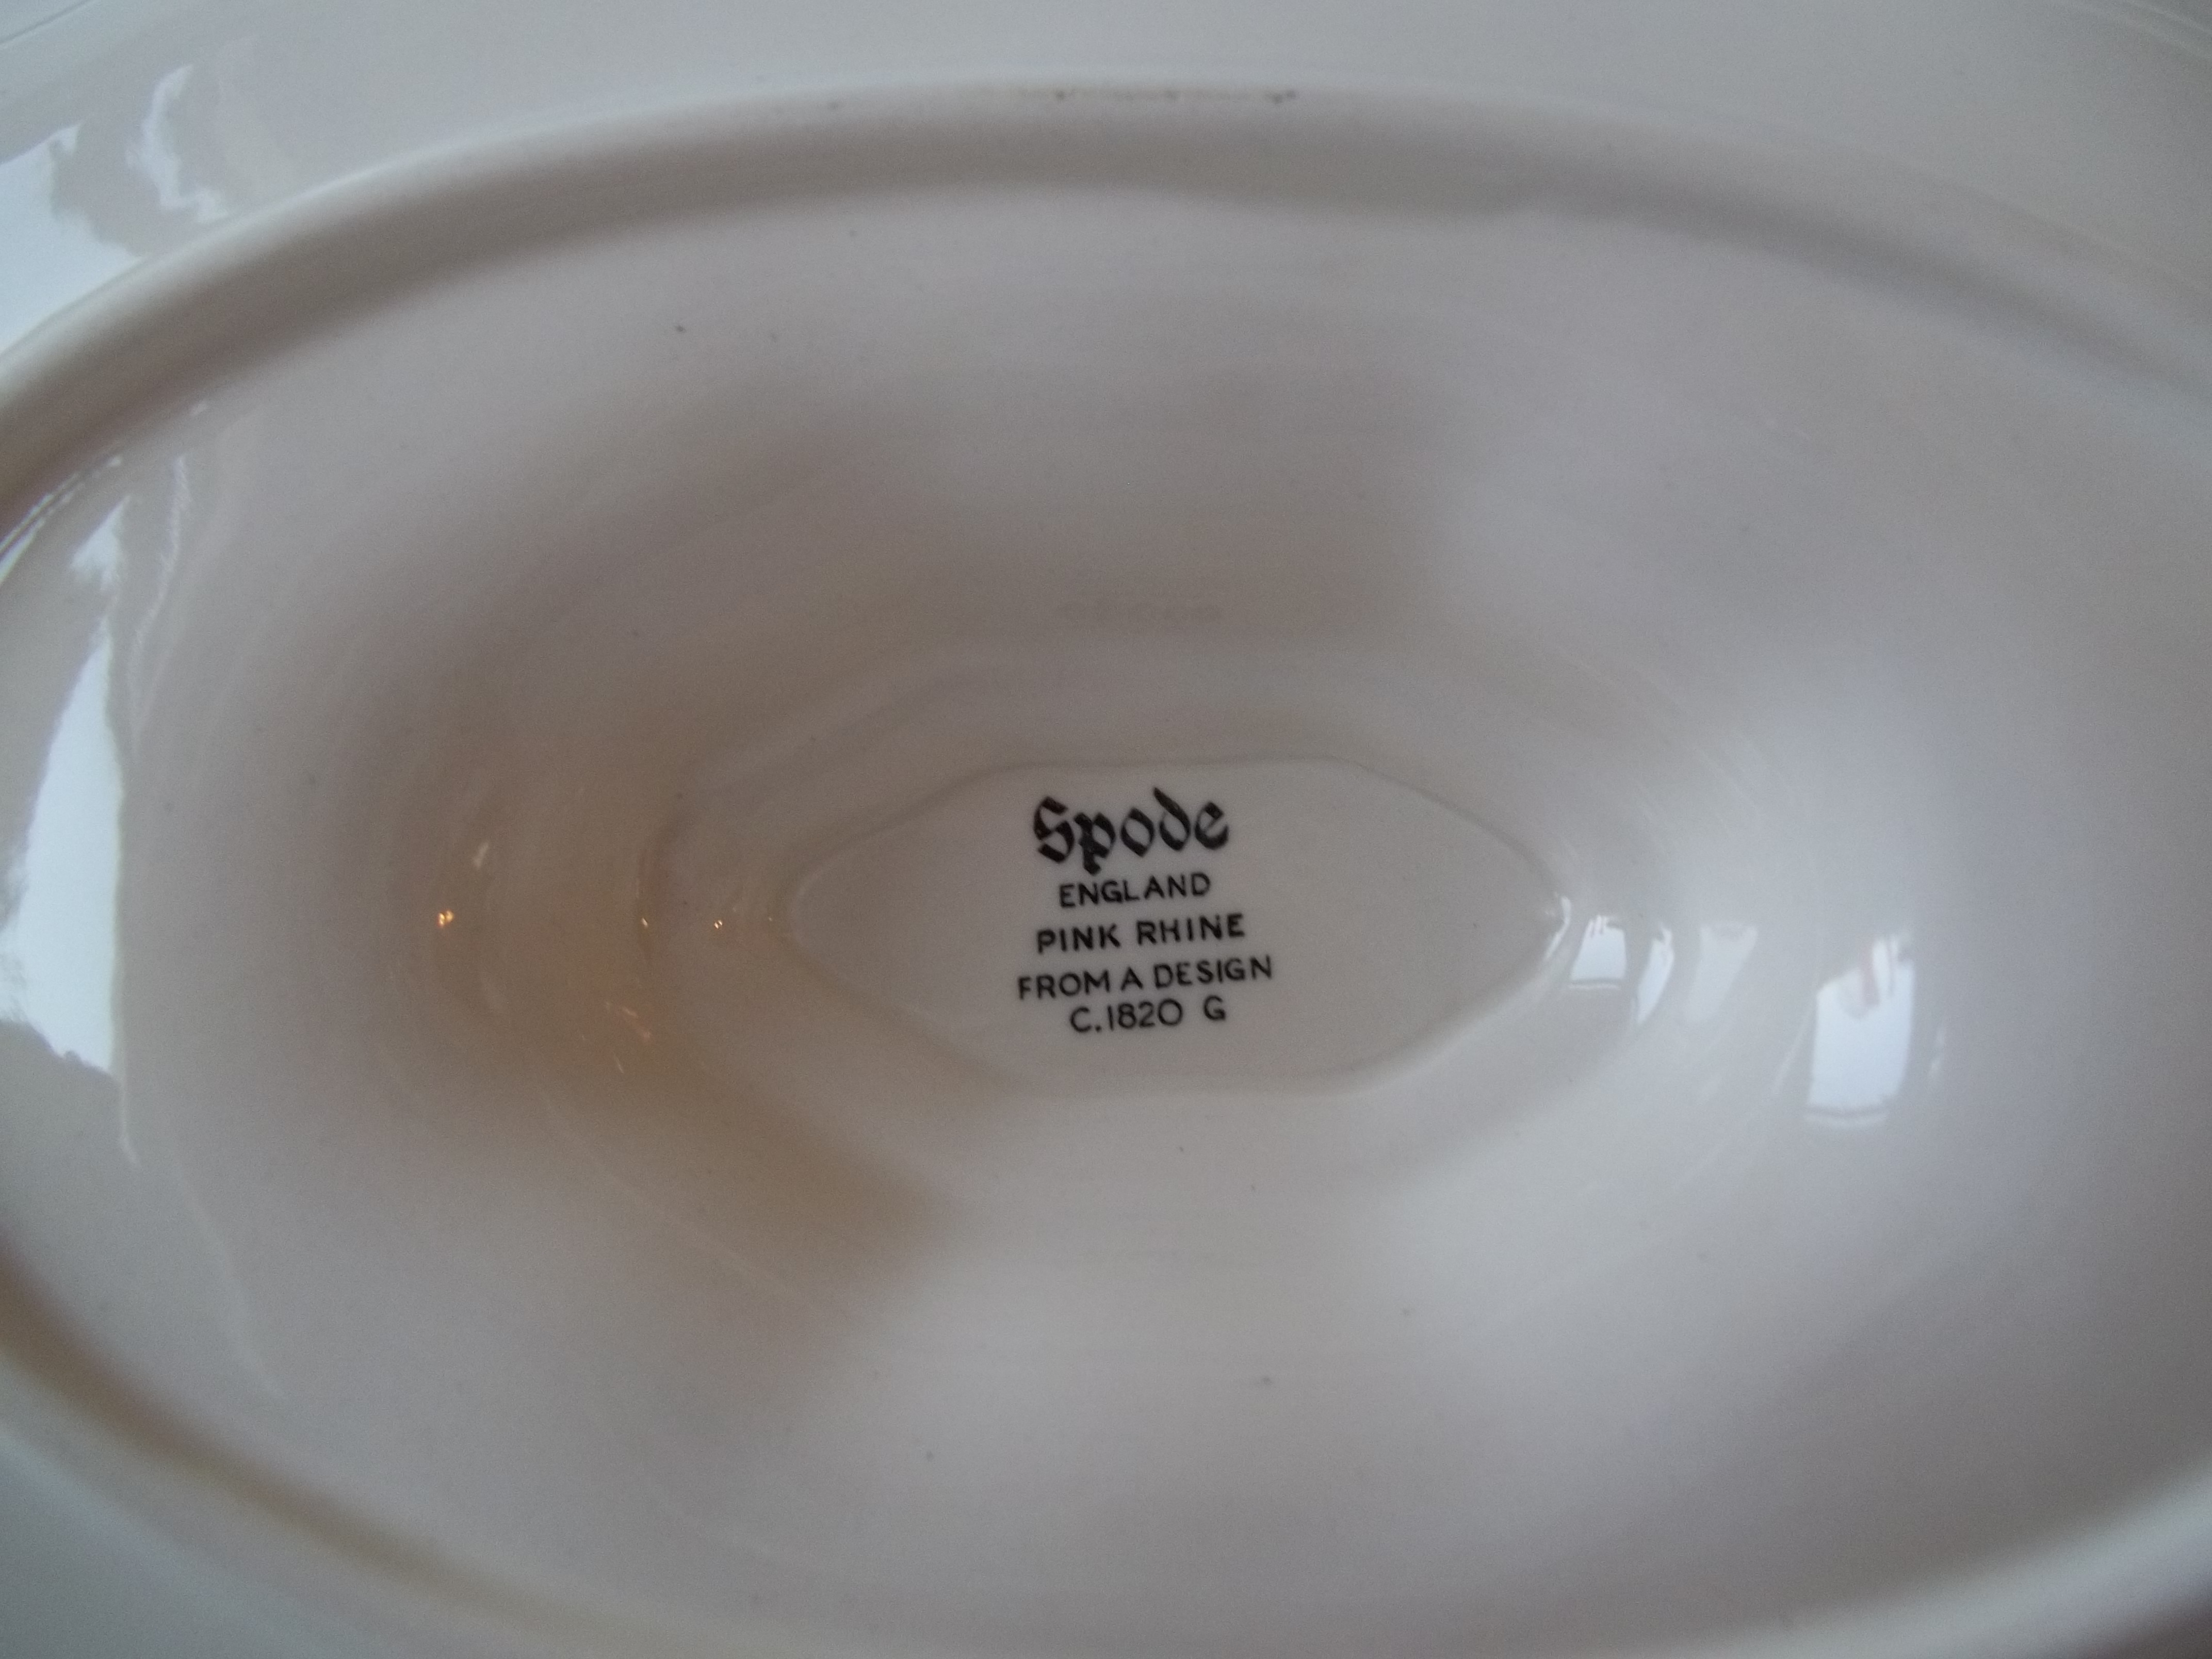 Spode
ENGLAND
PINK RHINE
FROM A DESIGN
C.1820 G